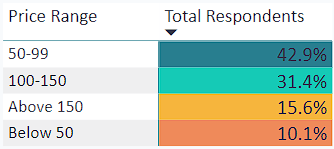 Price Range Total Respondents
50-99 42.9%
100-150 31.4%
Above 150 15.6%
Below 50 10.1%